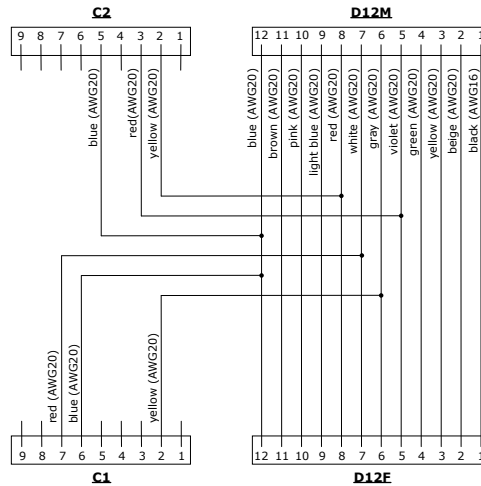 C2
D12M
9 8 7 6 5 4 3 2 1
12 11 10 9 8 7 6 5 4 3 2 1
blue (AWG20)
red(AWG20)
yellow (AWG20)
blue (AWG20)
brown (AWG20)
pink (AWG20)
light blue (AWG20)
red (AWG20)
white (AWG20)
gray (AWG20)
violet (AWG20)
green (AWG20)
yellow (AWG20)
beige (AWG20)
black (AWG16)
red (AWG20)
blue (AWG20)
yellow (AWG20)
9 8 7 6 5 4 3 2 1
12 11 10 9 8 7 6 5 4 3 2 1
C1
D12F